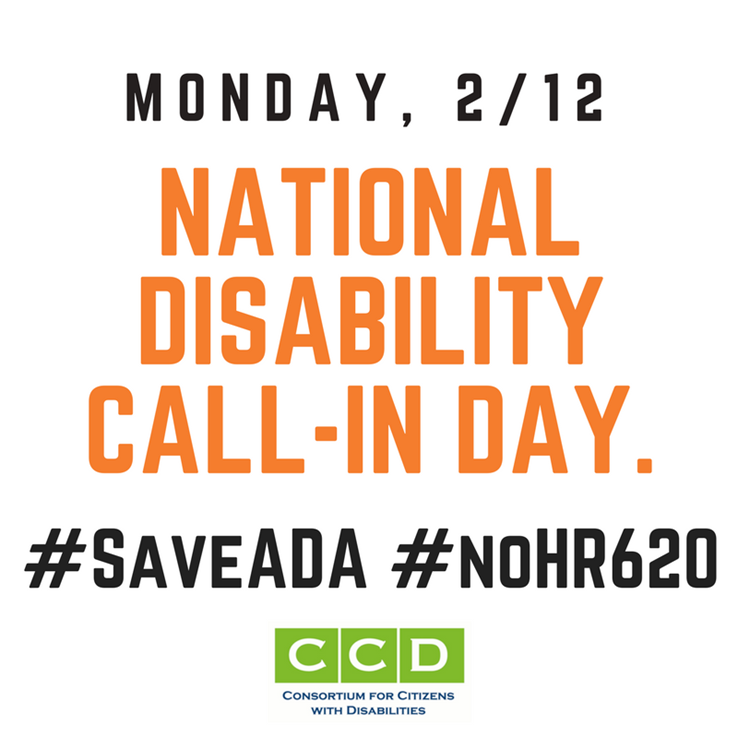 MONDAY, 2/12
NATIONAL
DISABILITY
CALL-IN DAY.
#SAVEADA #NOHR620
CCD
CONSORTIUM FOR CITIZENS
WITH DISABILITIES